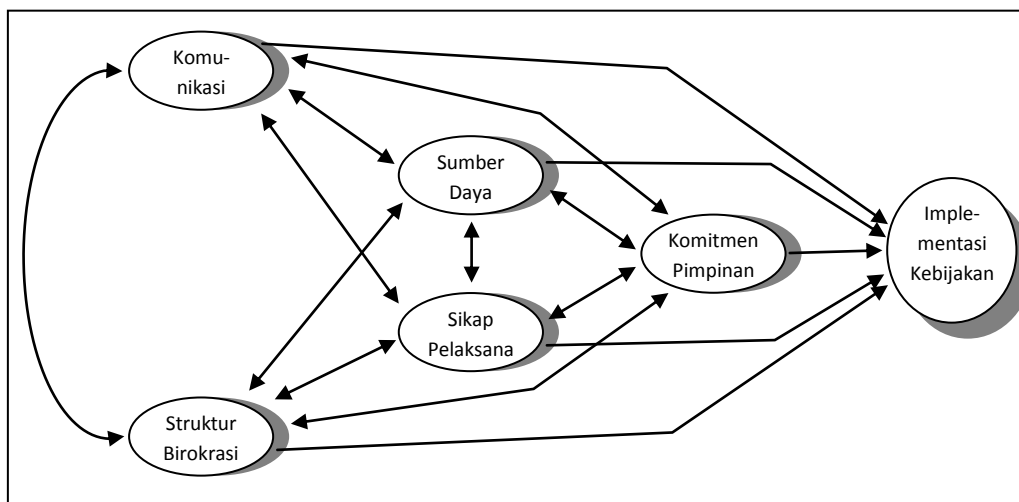 Komu-
nikasi
Sumber
Daya
Komitmen
Pimpinan
Imple-
mentasi
Kebijakan
Sikap
Pelaksana
Struktur
Birokrasi